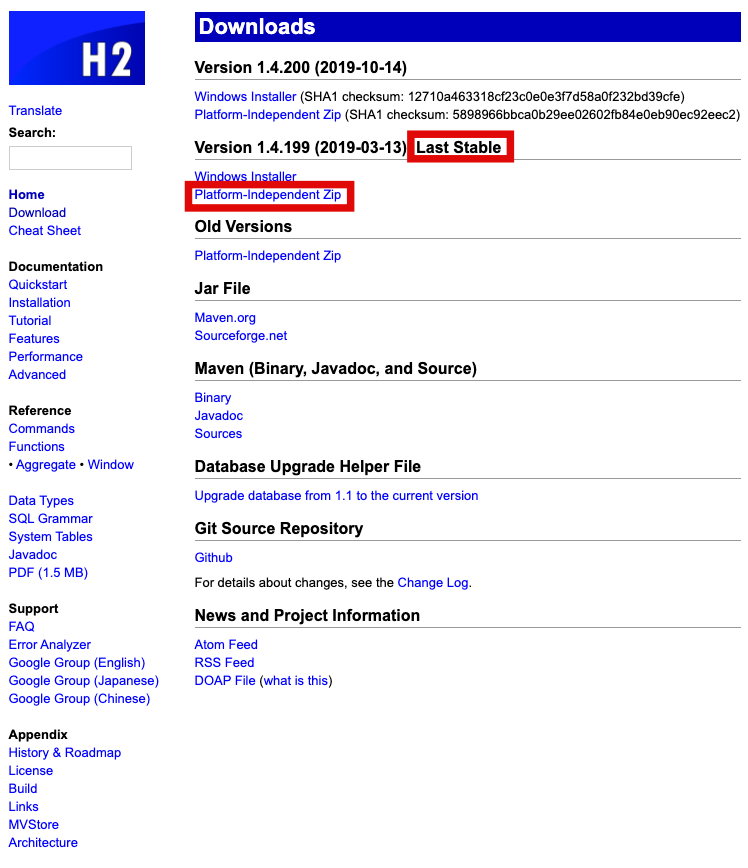 H2
Translate
Search:
Home
Download
Cheat Sheet
Documentation
Quickstart
Installation
Tutorial
Features
Performance
Advanced
Reference
Commands
Functions
• Aggregate • Window
Data Types
SQL Grammar
System Tables
Javadoc
PDF (1.5 MB)
Support
FAQ
Error Analyzer
Google Group (English)
Google Group (Japanese)
Google Group (Chinese)
Appendix
History & Roadmap
License
Build
Links
MVStore
Architecture
Downloads
Version 1.4.200 (2019-10-14)
Windows Installer (SHA1 checksum: 12710a463318cf23c0e0e3f7d58a0f232bd39cfe)
Platform-Independent Zip (SHA1 checksum: 5898966bbca0b29ee02602fb84e0eb90ec92eec2)
Version 1.4.199 (2019-03-13) Last Stable
Windows Installer
Platform-Independent Zip
Old Versions
Platform-Independent Zip
Jar File
Maven.org
Sourceforge.net
Maven (Binary, Javadoc, and Source)
Binary
Javadoc
Sources
Database Upgrade Helper File
Upgrade database from 1.1 to the current version
Git Source Repository
Github
For details about changes, see the Change Log.
News and Project Information
Atom Feed
RSS Feed
DOAP File (what is this)